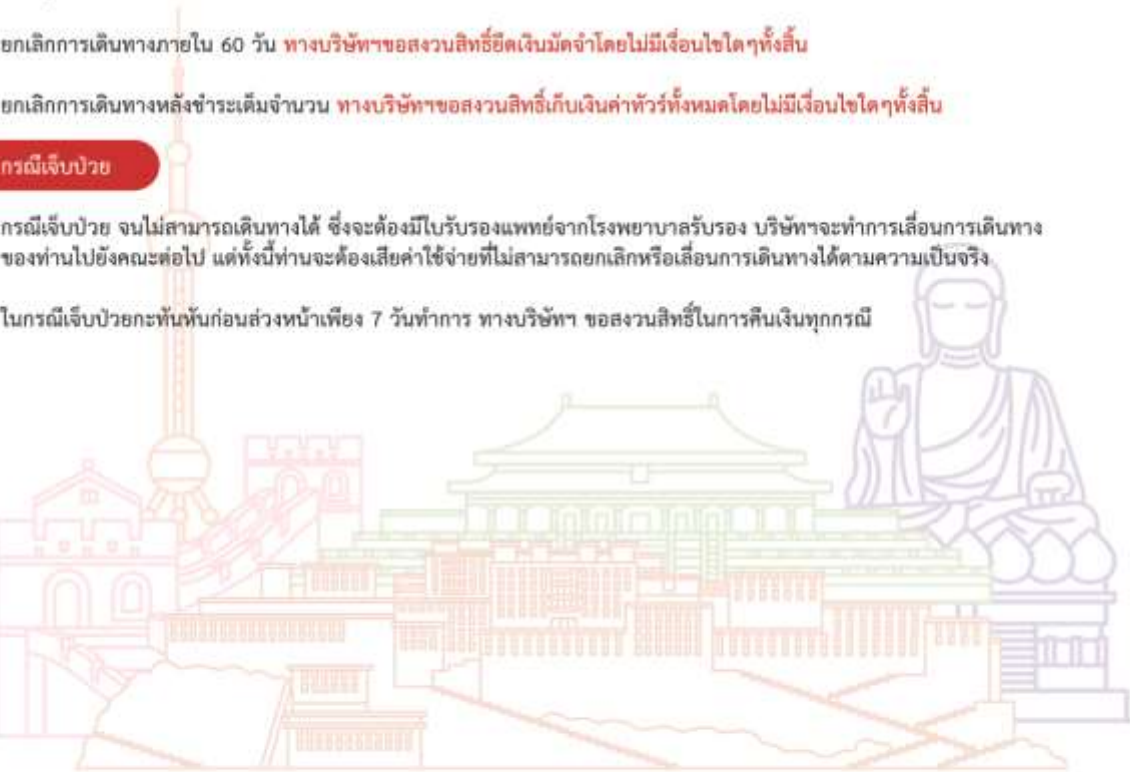 ยกเลิกการเดินทางภายใน 60 วัน ทางบริษัทฯขอสงวนสิทธิ์ยึดเงินมัดจำโดยไม่มีเงื่อนไขใดๆทั้งสิ้น
ยกเลิกการเดินทางหลังชำระเต็มจำนวน ทางบริษัทฯขอสงวนสิทธิ์เก็บเงินค่าทัวร์ทั้งหมดโดยไม่มีเงื่อนไขใดๆทั้งสิ้น
กรณีเจ็บป่วย
กรณีเจ็บป่วย จนไม่สามารถเดินทางได้ ซึ่งจะต้องมีใบรับรองแพทย์จากโรงพยาบาลรับรอง บริษัทฯจะทำการเลื่อนการเดินทาง
ของท่านไปยังคณะต่อไป แต่ทั้งนี้ท่านจะต้องเสียค่าใช้จ่ายที่ไม่สามารถยกเลิกหรือเลื่อนการเดินทางได้ตามความเป็นจริง
ในกรณีเจ็บป่วยกะทันหันก่อนล่วงหน้าเพียง 7 วันทำการ ทางบริษัทฯ ขอสงวนสิทธิ์ในการคืนเงินทุกกรณี